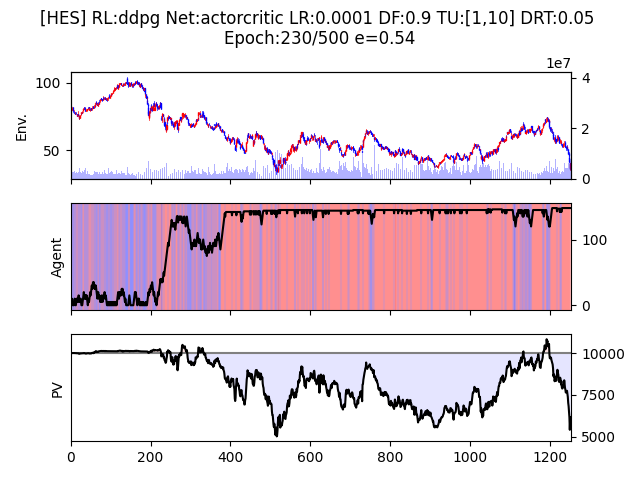 [HES] RL:ddpg Net:actorcritic LR:0.0001 DF:0.9 TU:[1,10] DRT:0.05
Epoch:230/500 e=0.54
1e7
100
50
Env.
4
2
0
Agent
100
0
PV
10000
7500
5000
0 200 400 600 800 1000 1200